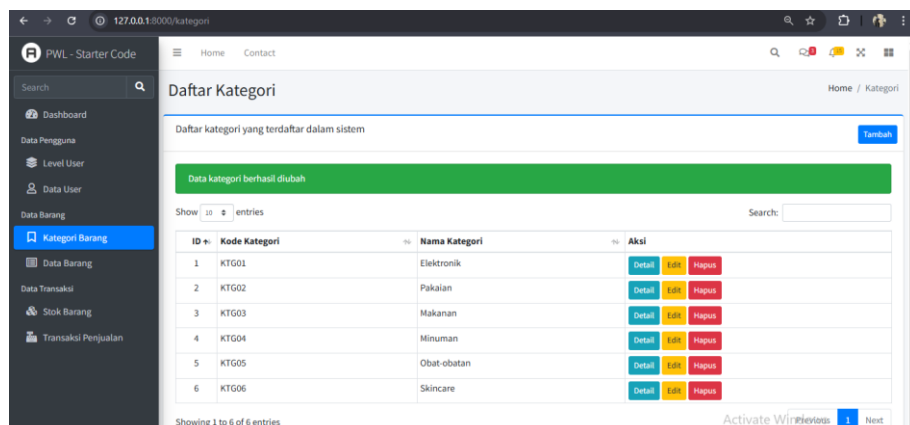 127.0.0.1:8000/kategori
PWL - Starter Code
Home Contact
Search
Daftar Kategori
Home / Kategori
Dashboard
Data Pengguna
Daftar kategori yang terdaftar dalam sistem
Tambah
Level User
Data User
Data kategori berhasil diubah
Data Barang
Show 10 entries
Search:
Kategori Barang
ID Kode Kategori Nama Kategori Aksi
Data Barang
1 KTG01 Elektronik Detail Edit Hapus
2 KTG02 Pakaian Detail Edit Hapus
Data Transaksi
Stok Barang
3 KTG03 Makanan Detail Edit Hapus
Transaksi Penjualan
4 KTG04 Minuman Detail Edit Hapus
5 KTG05 Obat-obatan Detail Edit Hapus
6 KTG06 Skincare Detail Edit Hapus
Showing 1 to 6 of 6 entries
Activate Windows
Previous 1 Next